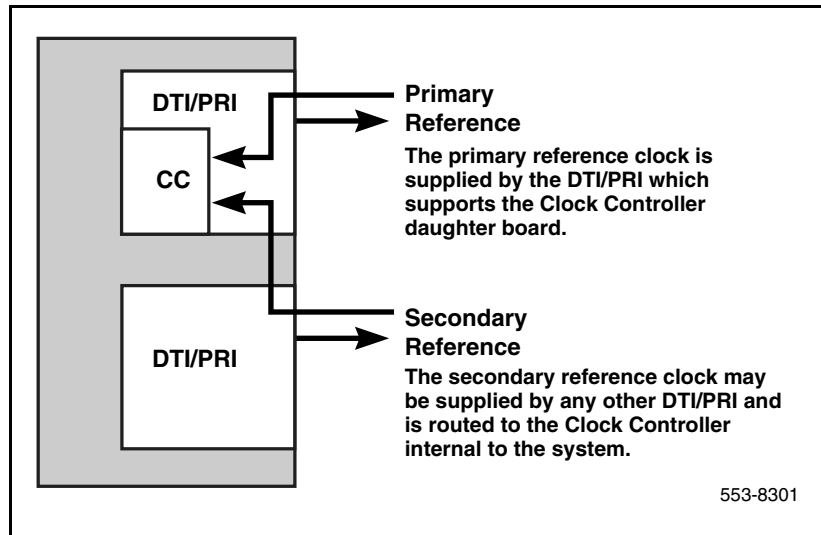 DTI/PRI
CC
Primary
Reference
The primary reference clock is
supplied by the DTI/PRI which
supports the Clock Controller
daughter board.
DTI/PRI
Secondary
Reference
The secondary reference clock may
be supplied by any other DTI/PRI and
is routed to the Clock Controller
internal to the system.
553-8301